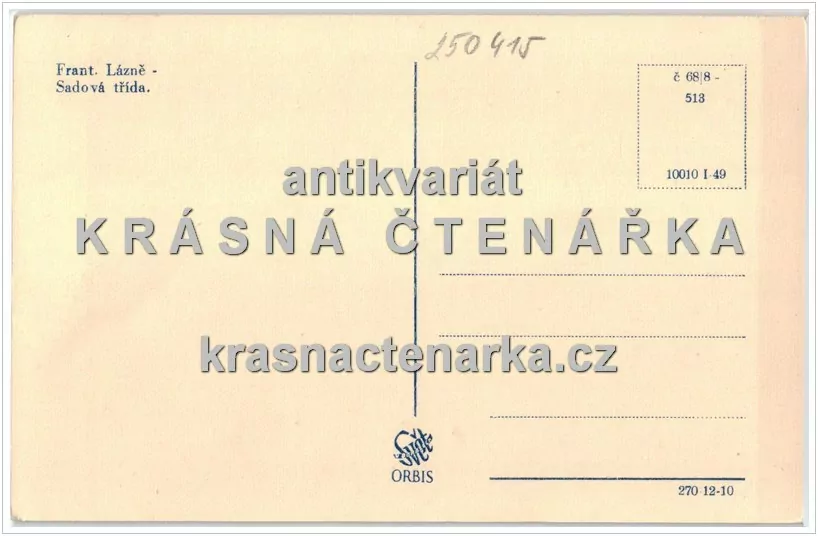 250415
Frant. Lázně -
Sadová třída.
č 68|8 -
513
10010 I-49
antikvariát
KRÁSNÁ ČTENÁŘKA
krasnactenarka.cz
Svět
ORBIS
270-12-10